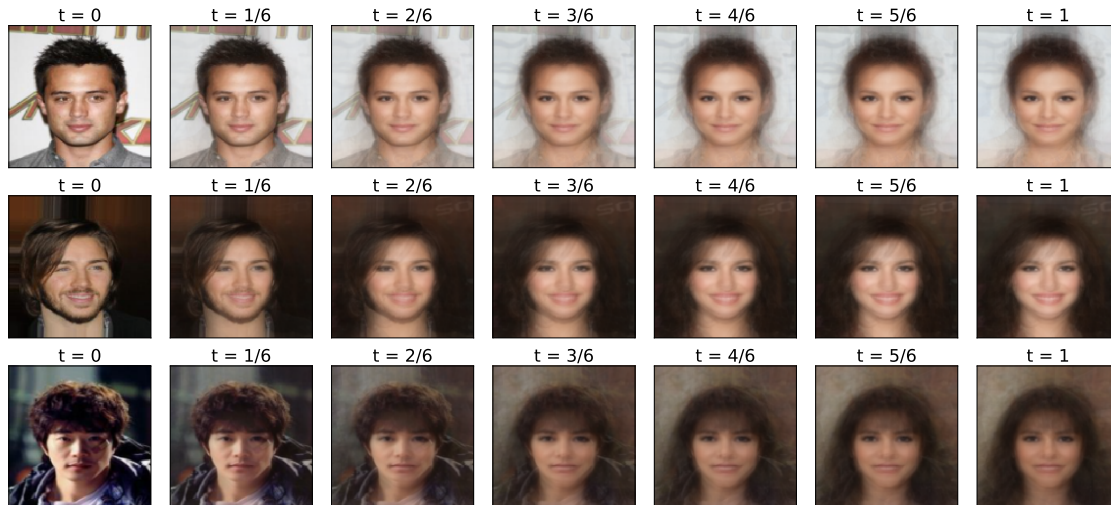 t = 0 t = 1/6 t = 2/6 t = 3/6 t = 4/6 t = 5/6 t = 1
t = 0 t = 1/6 t = 2/6 t = 3/6 t = 4/6 t = 5/6 t = 1
t = 0 t = 1/6 t = 2/6 t = 3/6 t = 4/6 t = 5/6 t = 1